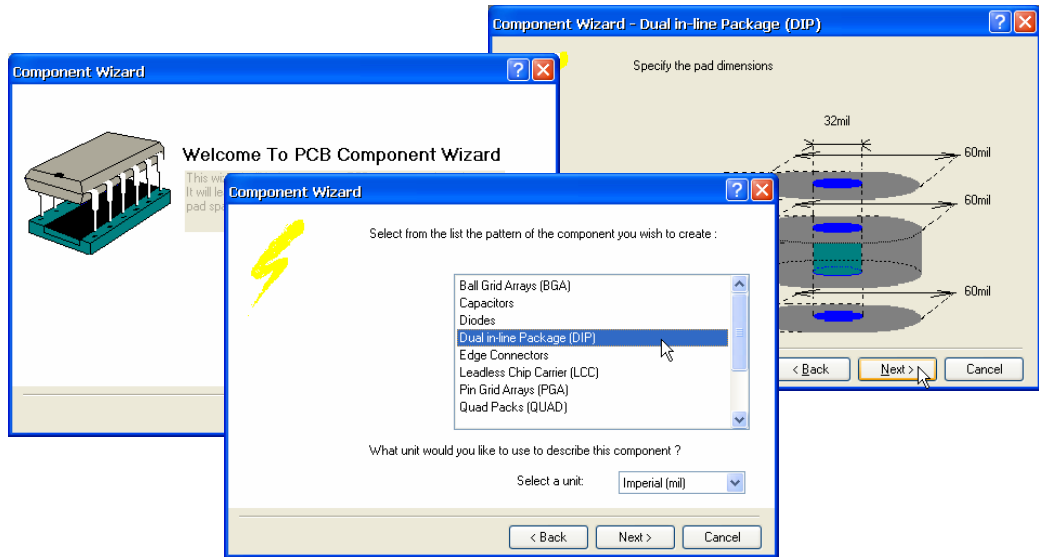 Component Wizard
Welcome To PCB Component Wizard
This wi
It will le
pad spa
Component Wizard - Dual in-line Package (DIP)
Specify the pad dimensions
32mil
60mil
60mil
60mil
< Back
Next >
Cancel
Component Wizard
Select from the list the pattern of the component you wish to create :
Ball Grid Arrays (BGA)
Capacitors
Diodes
Dual in-line Package (DIP)
Edge Connectors
Leadless Chip Carrier (LCC)
Pin Grid Arrays (PGA)
Quad Packs (QUAD)
What unit would you like to use to describe this component ?
Select a unit:
Imperial (mil)
< Back
Next >
Cancel